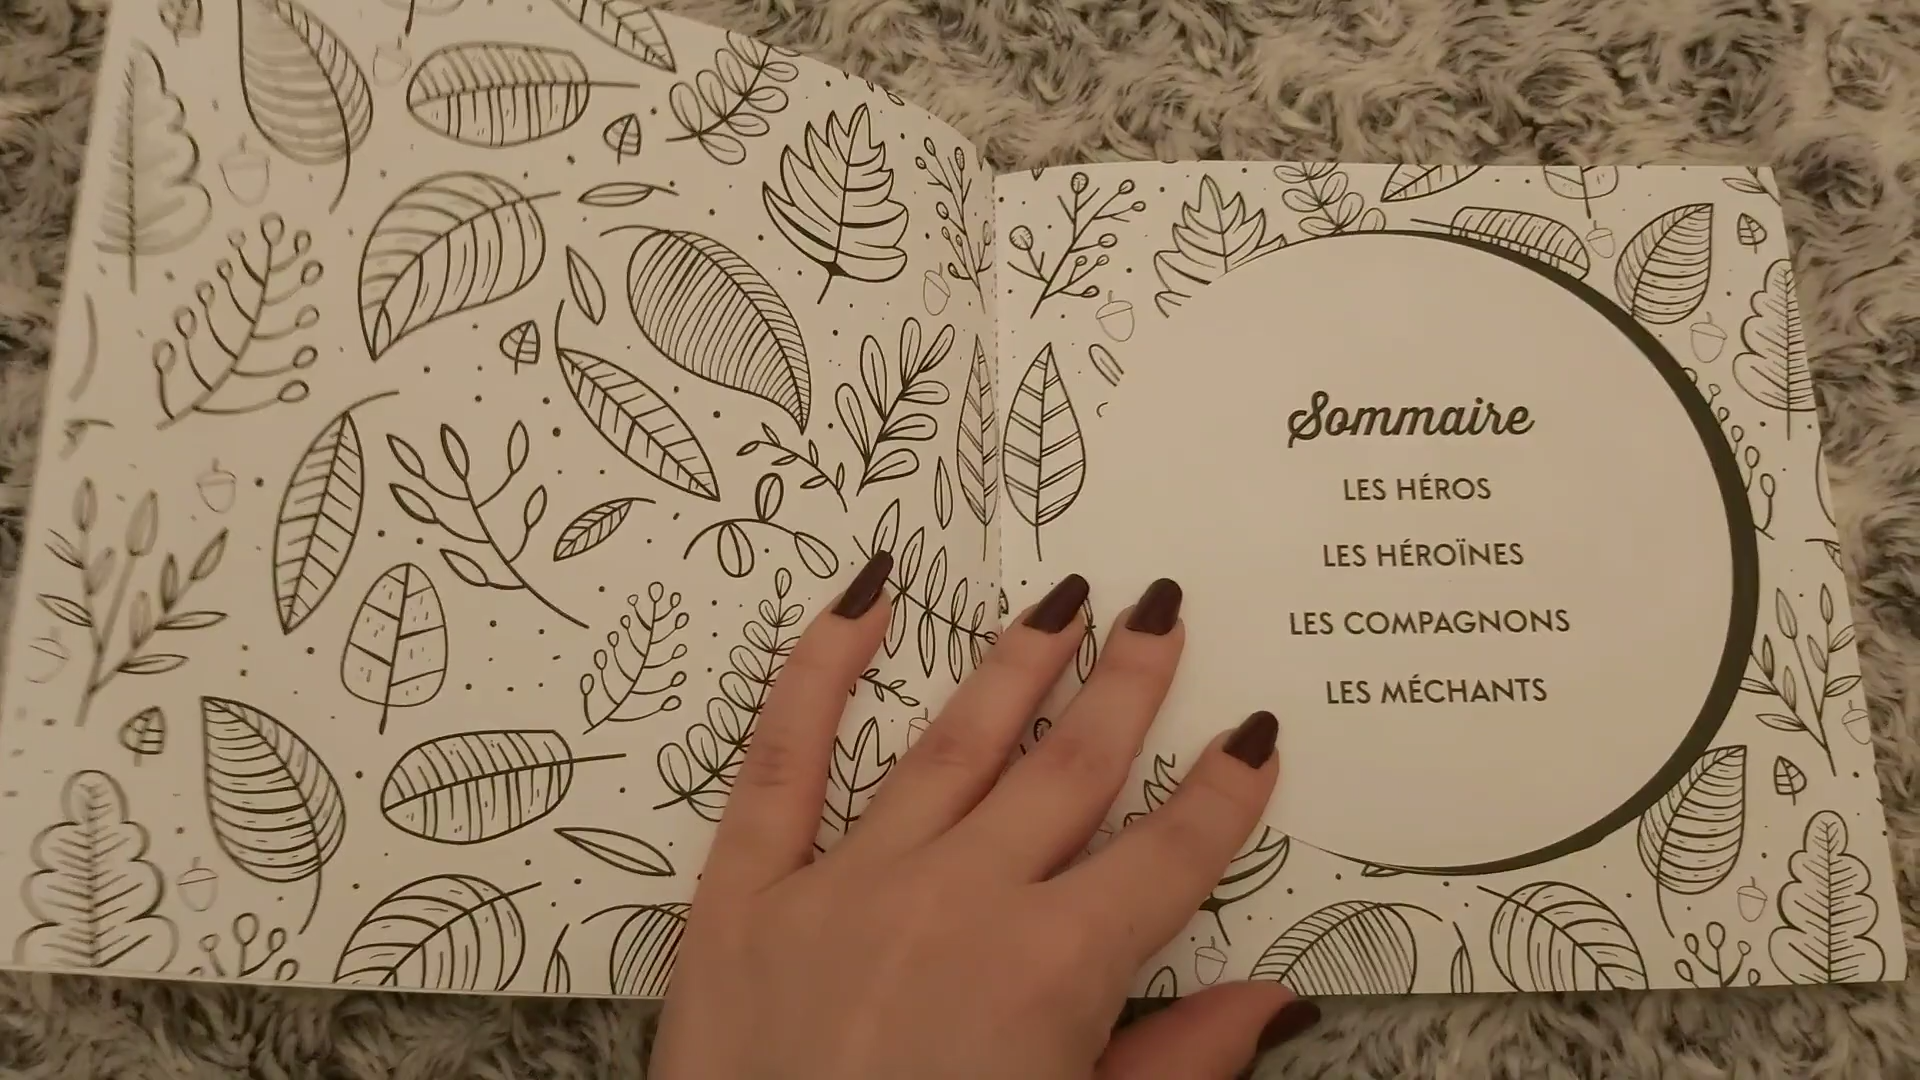 Sommaire
LES HÉROS
LES HÉROÏNES
LES COMPAGNONS
LES MÉCHANTS